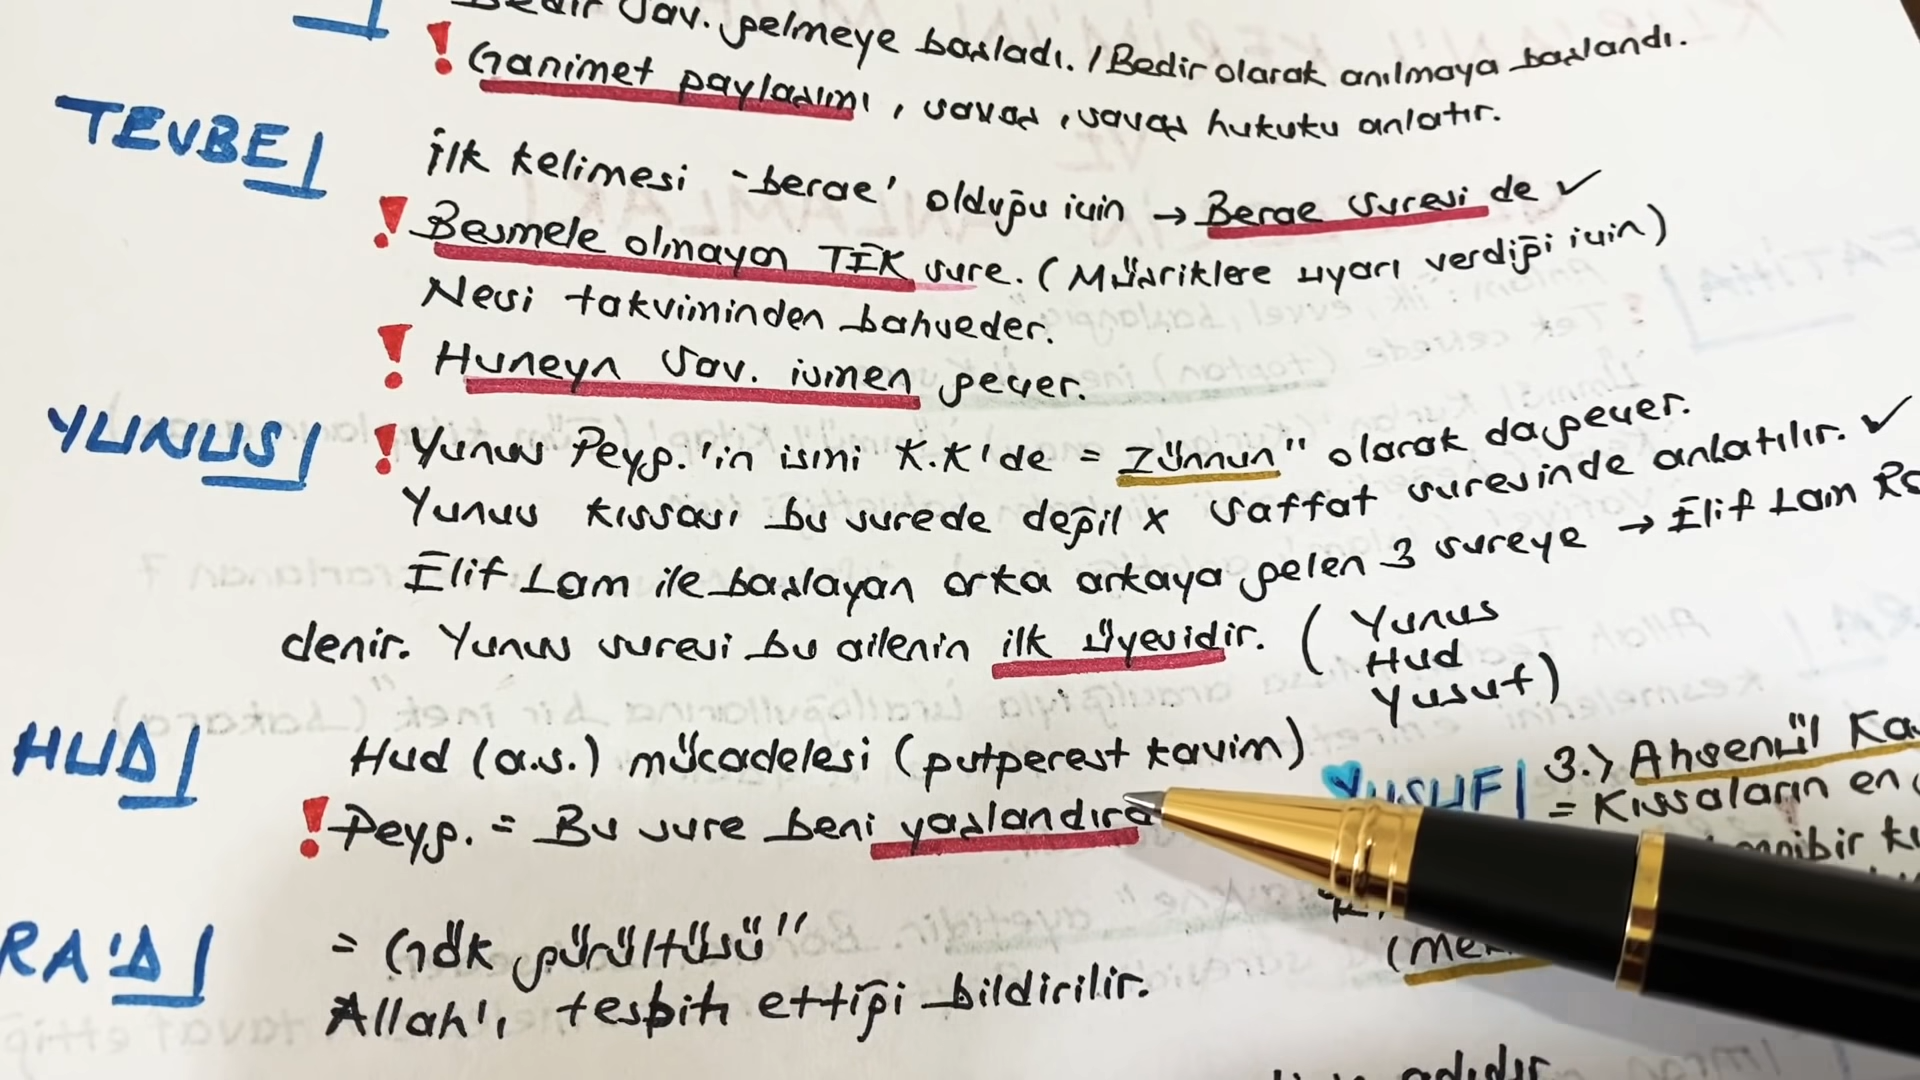 Bedir Sav. gelmeye başladı. / Bedir olarak anılmaya başlandı.
! Ganimet paylaşımı, savaş, savaş hukuku anlatır.
TEVBE
İlk kelimesi -berae' olduğu için → Berae suresi de ✓
! Besmele olmayan TEK sure. (Müşriklere uyarı verdiği için)
Nesi takviminden bahseder.
! Huneyn Sav. ismen geçer.
YUNUS
! Yunus Peyg.'in ismi K.K'de = Zünnun" olarak da geçer.
Yunus kıssası bu surede değil x Saffat suresinde anlatılır. ✓
Elif Lam ile başlayan arka arkaya gelen 3 sureye → Elif Lam Ra
denir. Yunus suresi bu ailenin ilk üyesidir. (Yunus
Hud
Yusuf)
HUD
Hud (a.s.) mücadelesi (putperest kavim)
! Peyg. = Bu sure beni yaşlandırd
YUSUF
3.) Ahsenül Ka
= Kıssaların en
RA'D
= Gök gürültüsü"
Allah'ı tesbih ettiği bildirilir.
adıdır